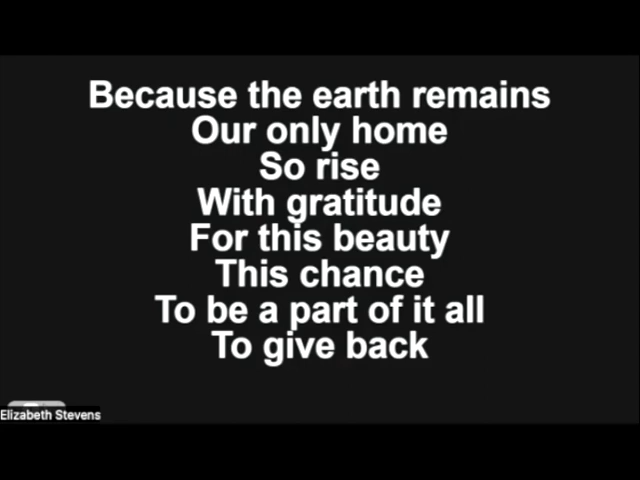 Because the earth remains
Our only home
So rise
With gratitude
For this beauty
This chance
To be a part of it all
To give back
Elizabeth Stevens